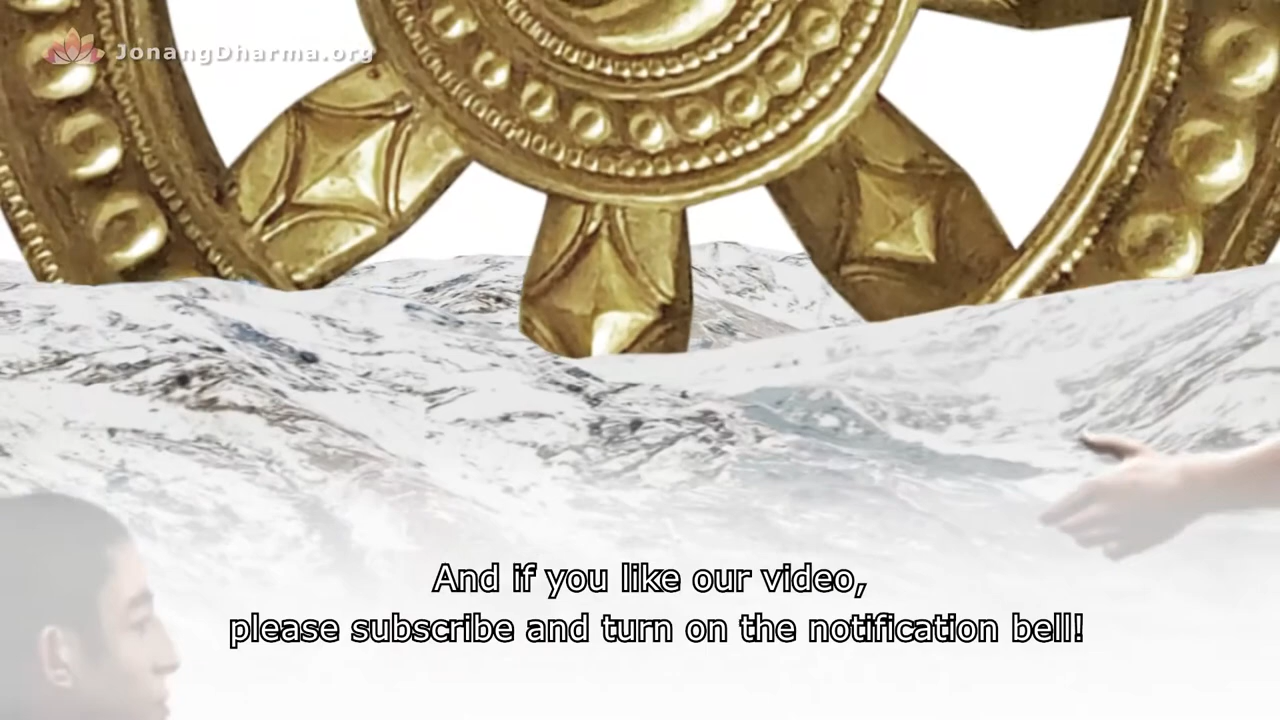 JonangDharma.org
And if you like our video,
please subscribe and turn on the notification bell!